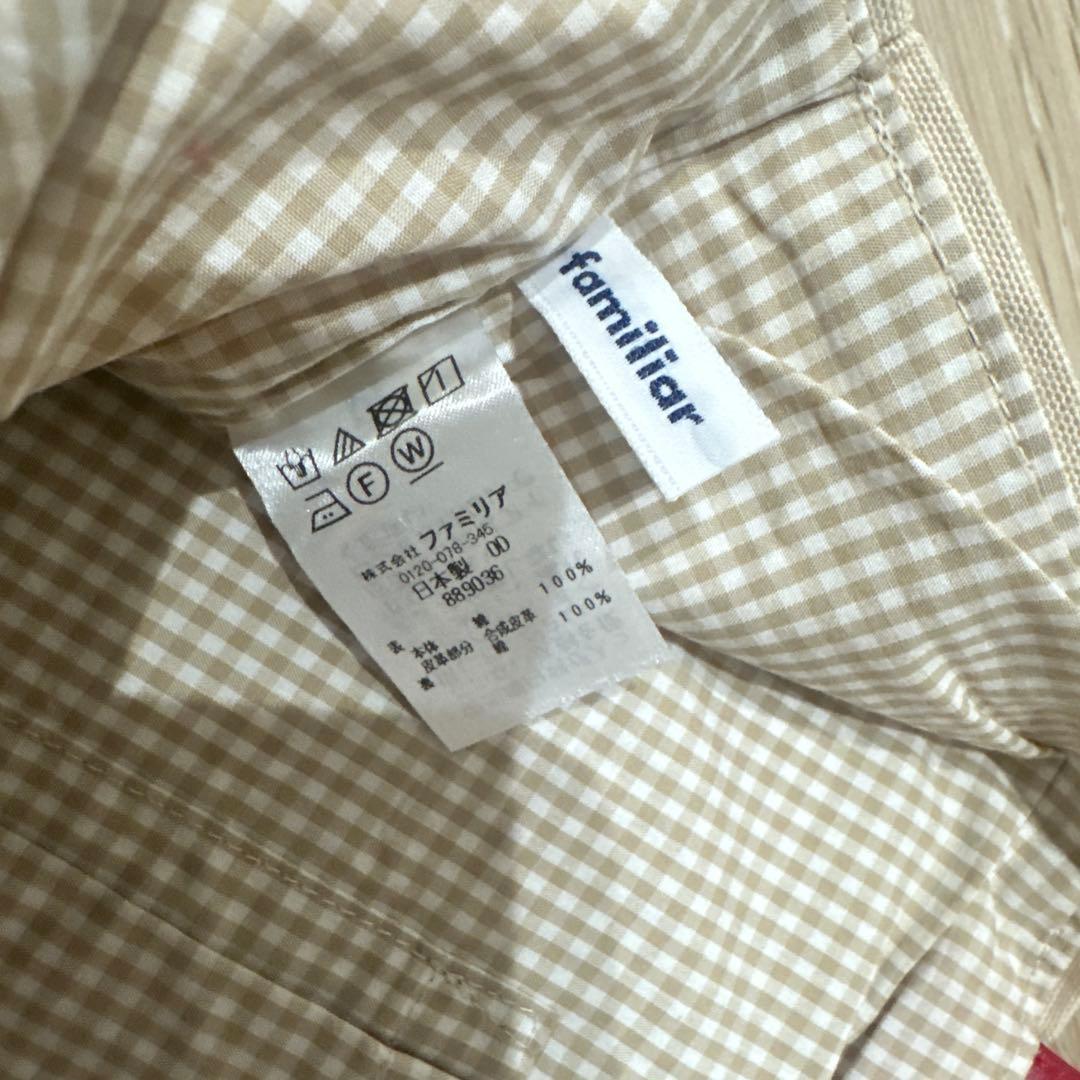 familiar
F W
株式会社 ファミリア
0120-078-345
日本製 00
889036
表 本体 綿 100%
皮革部分 合成皮革 100%
裏 綿